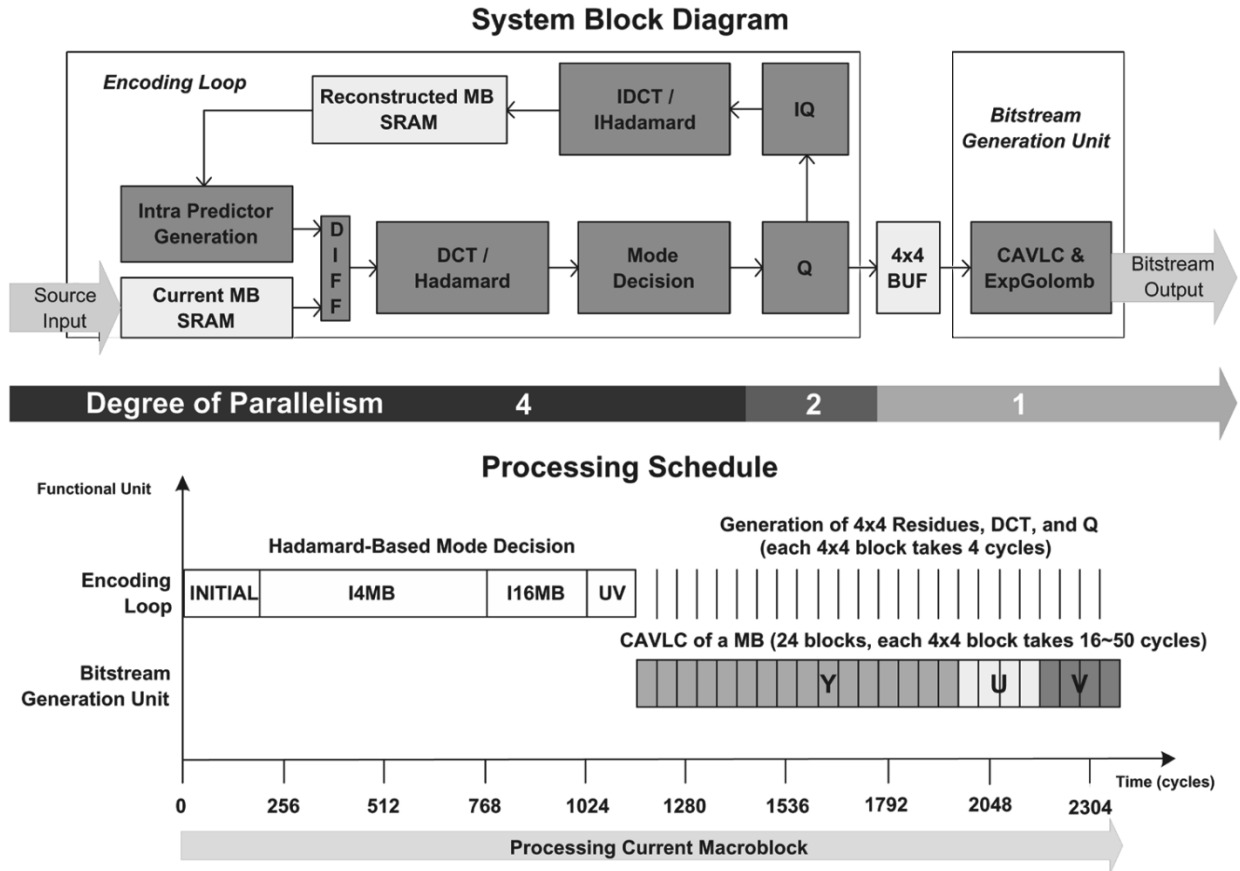 System Block Diagram
Encoding Loop
Reconstructed MB
SRAM
IDCT /
IHadamard
IQ
Bitstream
Generation Unit
Intra Predictor
Generation
D
I
F
F
DCT /
Hadamard
Mode
Decision
Q
4x4
BUF
CAVLC &
ExpGolomb
Bitstream
Output
Source
Input
Current MB
SRAM
Degree of Parallelism 4 2 1
Processing Schedule
Functional Unit
Generation of 4x4 Residues, DCT, and Q
(each 4x4 block takes 4 cycles)
Hadamard-Based Mode Decision
Encoding
Loop
INITIAL I4MB I16MB UV
CAVLC of a MB (24 blocks, each 4x4 block takes 16~50 cycles)
Bitstream
Generation Unit
Y U V
Time (cycles)
0 256 512 768 1024 1280 1536 1792 2048 2304
Processing Current Macroblock